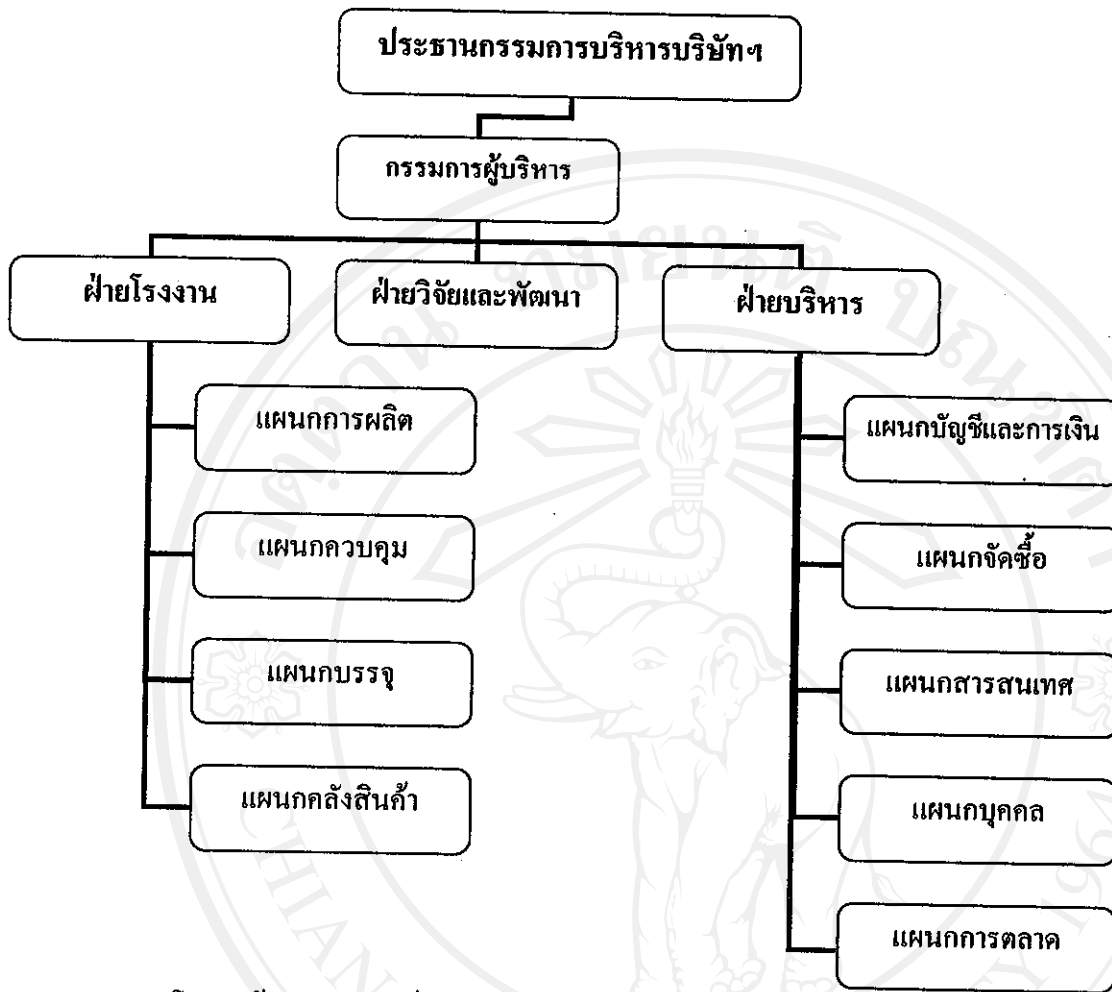 ประธานกรรมการบริหารบริษัทฯ
กรรมการผู้บริหาร
ฝ่ายโรงงาน
ฝ่ายวิจัยและพัฒนา
ฝ่ายบริหาร
แผนกการผลิต
แผนกบัญชีและการเงิน
แผนกควบคุม
แผนกจัดซื้อ
แผนกบรรจุ
แผนกสารสนเทศ
แผนกคลังสินค้า
แผนกบุคคล
แผนกการตลาด